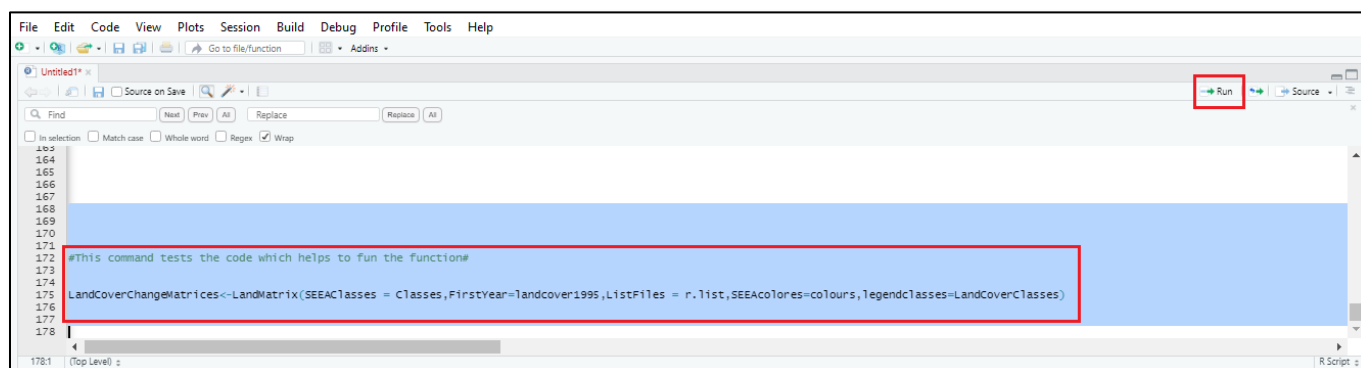 File Edit Code View Plots Session Build Debug Profile Tools Help
Go to file/function Addins
Untitled1* ×
Source on Save Run Source
Find Next Prev All Replace Replace All
In selection Match case Whole word Regex Wrap
163
164
165
166
167
168
169
170
171
172 #This command tests the code which helps to fun the function#
173
174
175 LandCoverChangeMatrices<-LandMatrix(SEEAClasses = Classes,FirstYear=landcover1995,ListFiles = r.list,SEEAcolores=colours,legendclasses=LandCoverClasses)
176
177
178
178:1 (Top Level) R Script